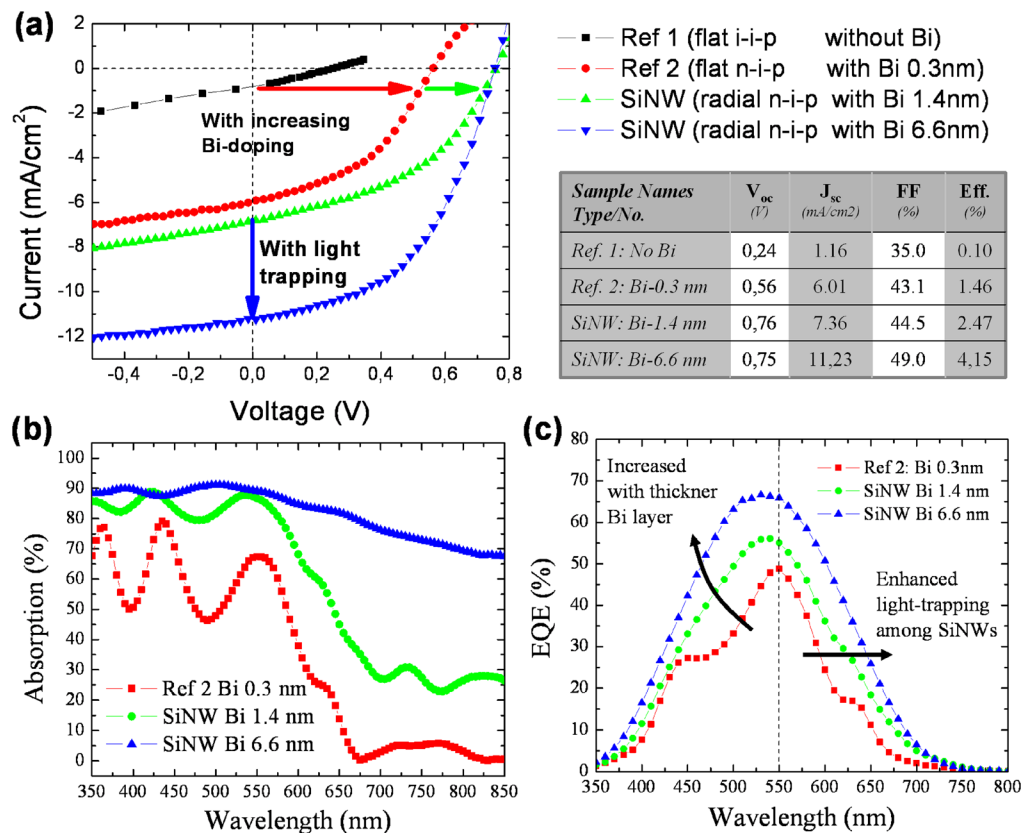 (a)
Current (mA/cm²)
2
0
-2
-4
-6
-8
-10
-12
-0,4
-0,2
0,0
0,2
0,4
0,6
0,8
Voltage (V)
With increasing
Bi-doping
With light
trapping
Ref 1 (flat i-i-p without Bi)
Ref 2 (flat n-i-p with Bi 0.3nm)
SiNW (radial n-i-p with Bi 1.4nm)
SiNW (radial n-i-p with Bi 6.6nm)
Sample Names Voc Jsc FF Eff.
Type/No. (V) (mA/cm2) (%) (%)
Ref. 1: No Bi 0,24 1.16 35.0 0.10
Ref. 2: Bi-0.3 nm 0,56 6.01 43.1 1.46
SiNW: Bi-1.4 nm 0,76 7.36 44.5 2.47
SiNW: Bi-6.6 nm 0,75 11,23 49.0 4,15
(b)
Absorption (%)
100
90
80
70
60
50
40
30
20
10
0
Ref 2 Bi 0.3 nm
SiNW Bi 1.4 nm
SiNW Bi 6.6 nm
350 400 450 500 550 600 650 700 750 800 850
Wavelength (nm)
(c)
EQE (%)
80
75
70
65
60
55
50
45
40
35
30
25
20
15
10
5
0
Increased
with thickner
Bi layer
Ref 2: Bi 0.3nm
SiNW Bi 1.4 nm
SiNW Bi 6.6 nm
Enhanced
light-trapping
among SiNWs
350 400 450 500 550 600 650 700 750 800
Wavelength (nm)